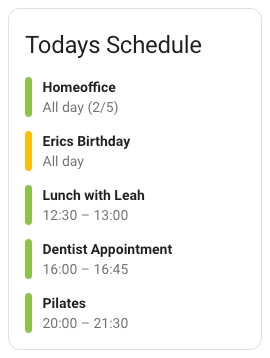 Todays Schedule
Homeoffice
All day (2/5)
Erics Birthday
All day
Lunch with Leah
12:30 – 13:00
Dentist Appointment
16:00 – 16:45
Pilates
20:00 – 21:30